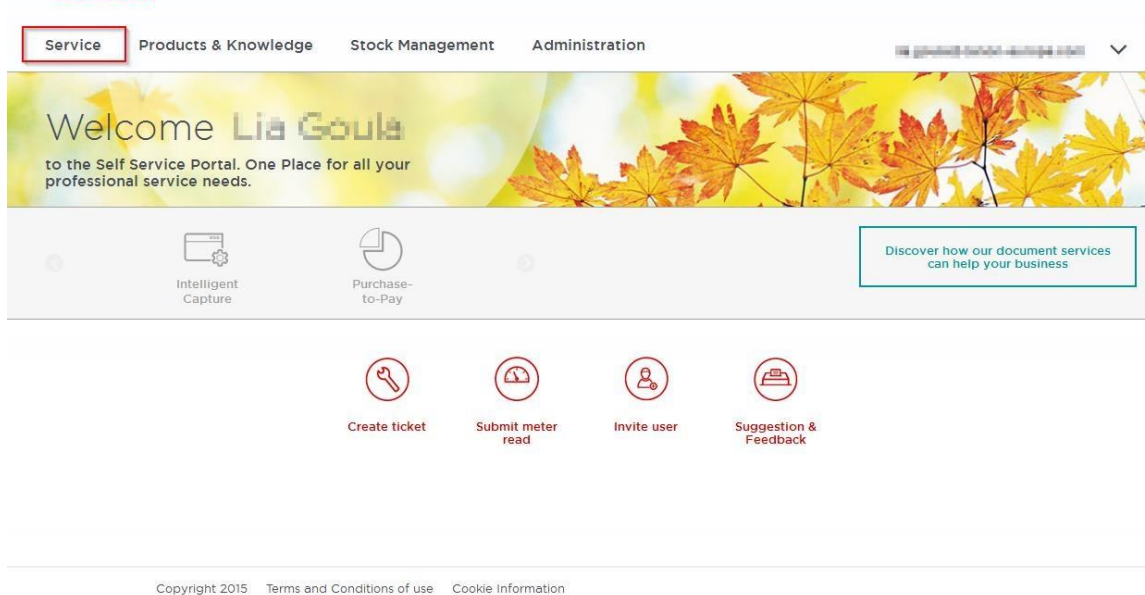 Service Products & Knowledge Stock Management Administration
Welcome
to the Self Service Portal. One Place for all your
professional service needs.
Discover how our document services
can help your business
Intelligent
Capture
Purchase-
to-Pay
Create ticket
Submit meter
read
Invite user
Suggestion &
Feedback
Copyright 2015 Terms and Conditions of use Cookie Information